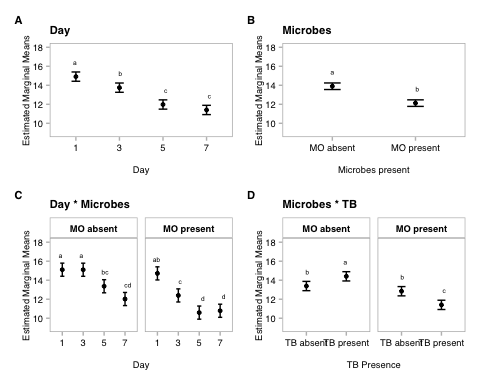 A
Day
Estimated Marginal Means
18
16
14
12
10
a
b
c
c
1 3 5 7
Day
B
Microbes
Estimated Marginal Means
18
16
14
12
10
a
b
MO absent MO present
Microbes present
C
Day * Microbes
Estimated Marginal Means
MO absent MO present
18
16
14
12
10
a a bc cd
ab c d d
1 3 5 7 1 3 5 7
Day
D
Microbes * TB
Estimated Marginal Means
MO absent MO present
18
16
14
12
10
b a
b c
TB absent TB present TB absent TB present
TB Presence